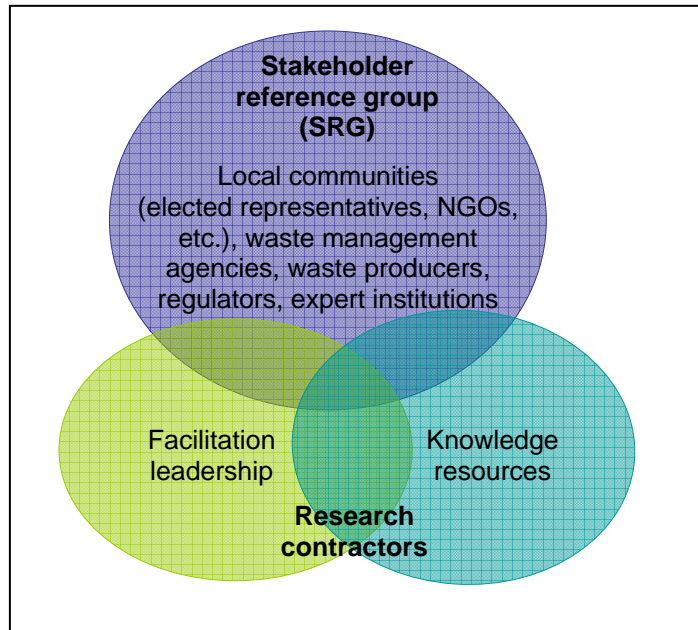 Stakeholder
reference group
(SRG)
Local communities
(elected representatives, NGOs,
etc.), waste management
agencies, waste producers,
regulators, expert institutions
Facilitation
leadership
Knowledge
resources
Research
contractors